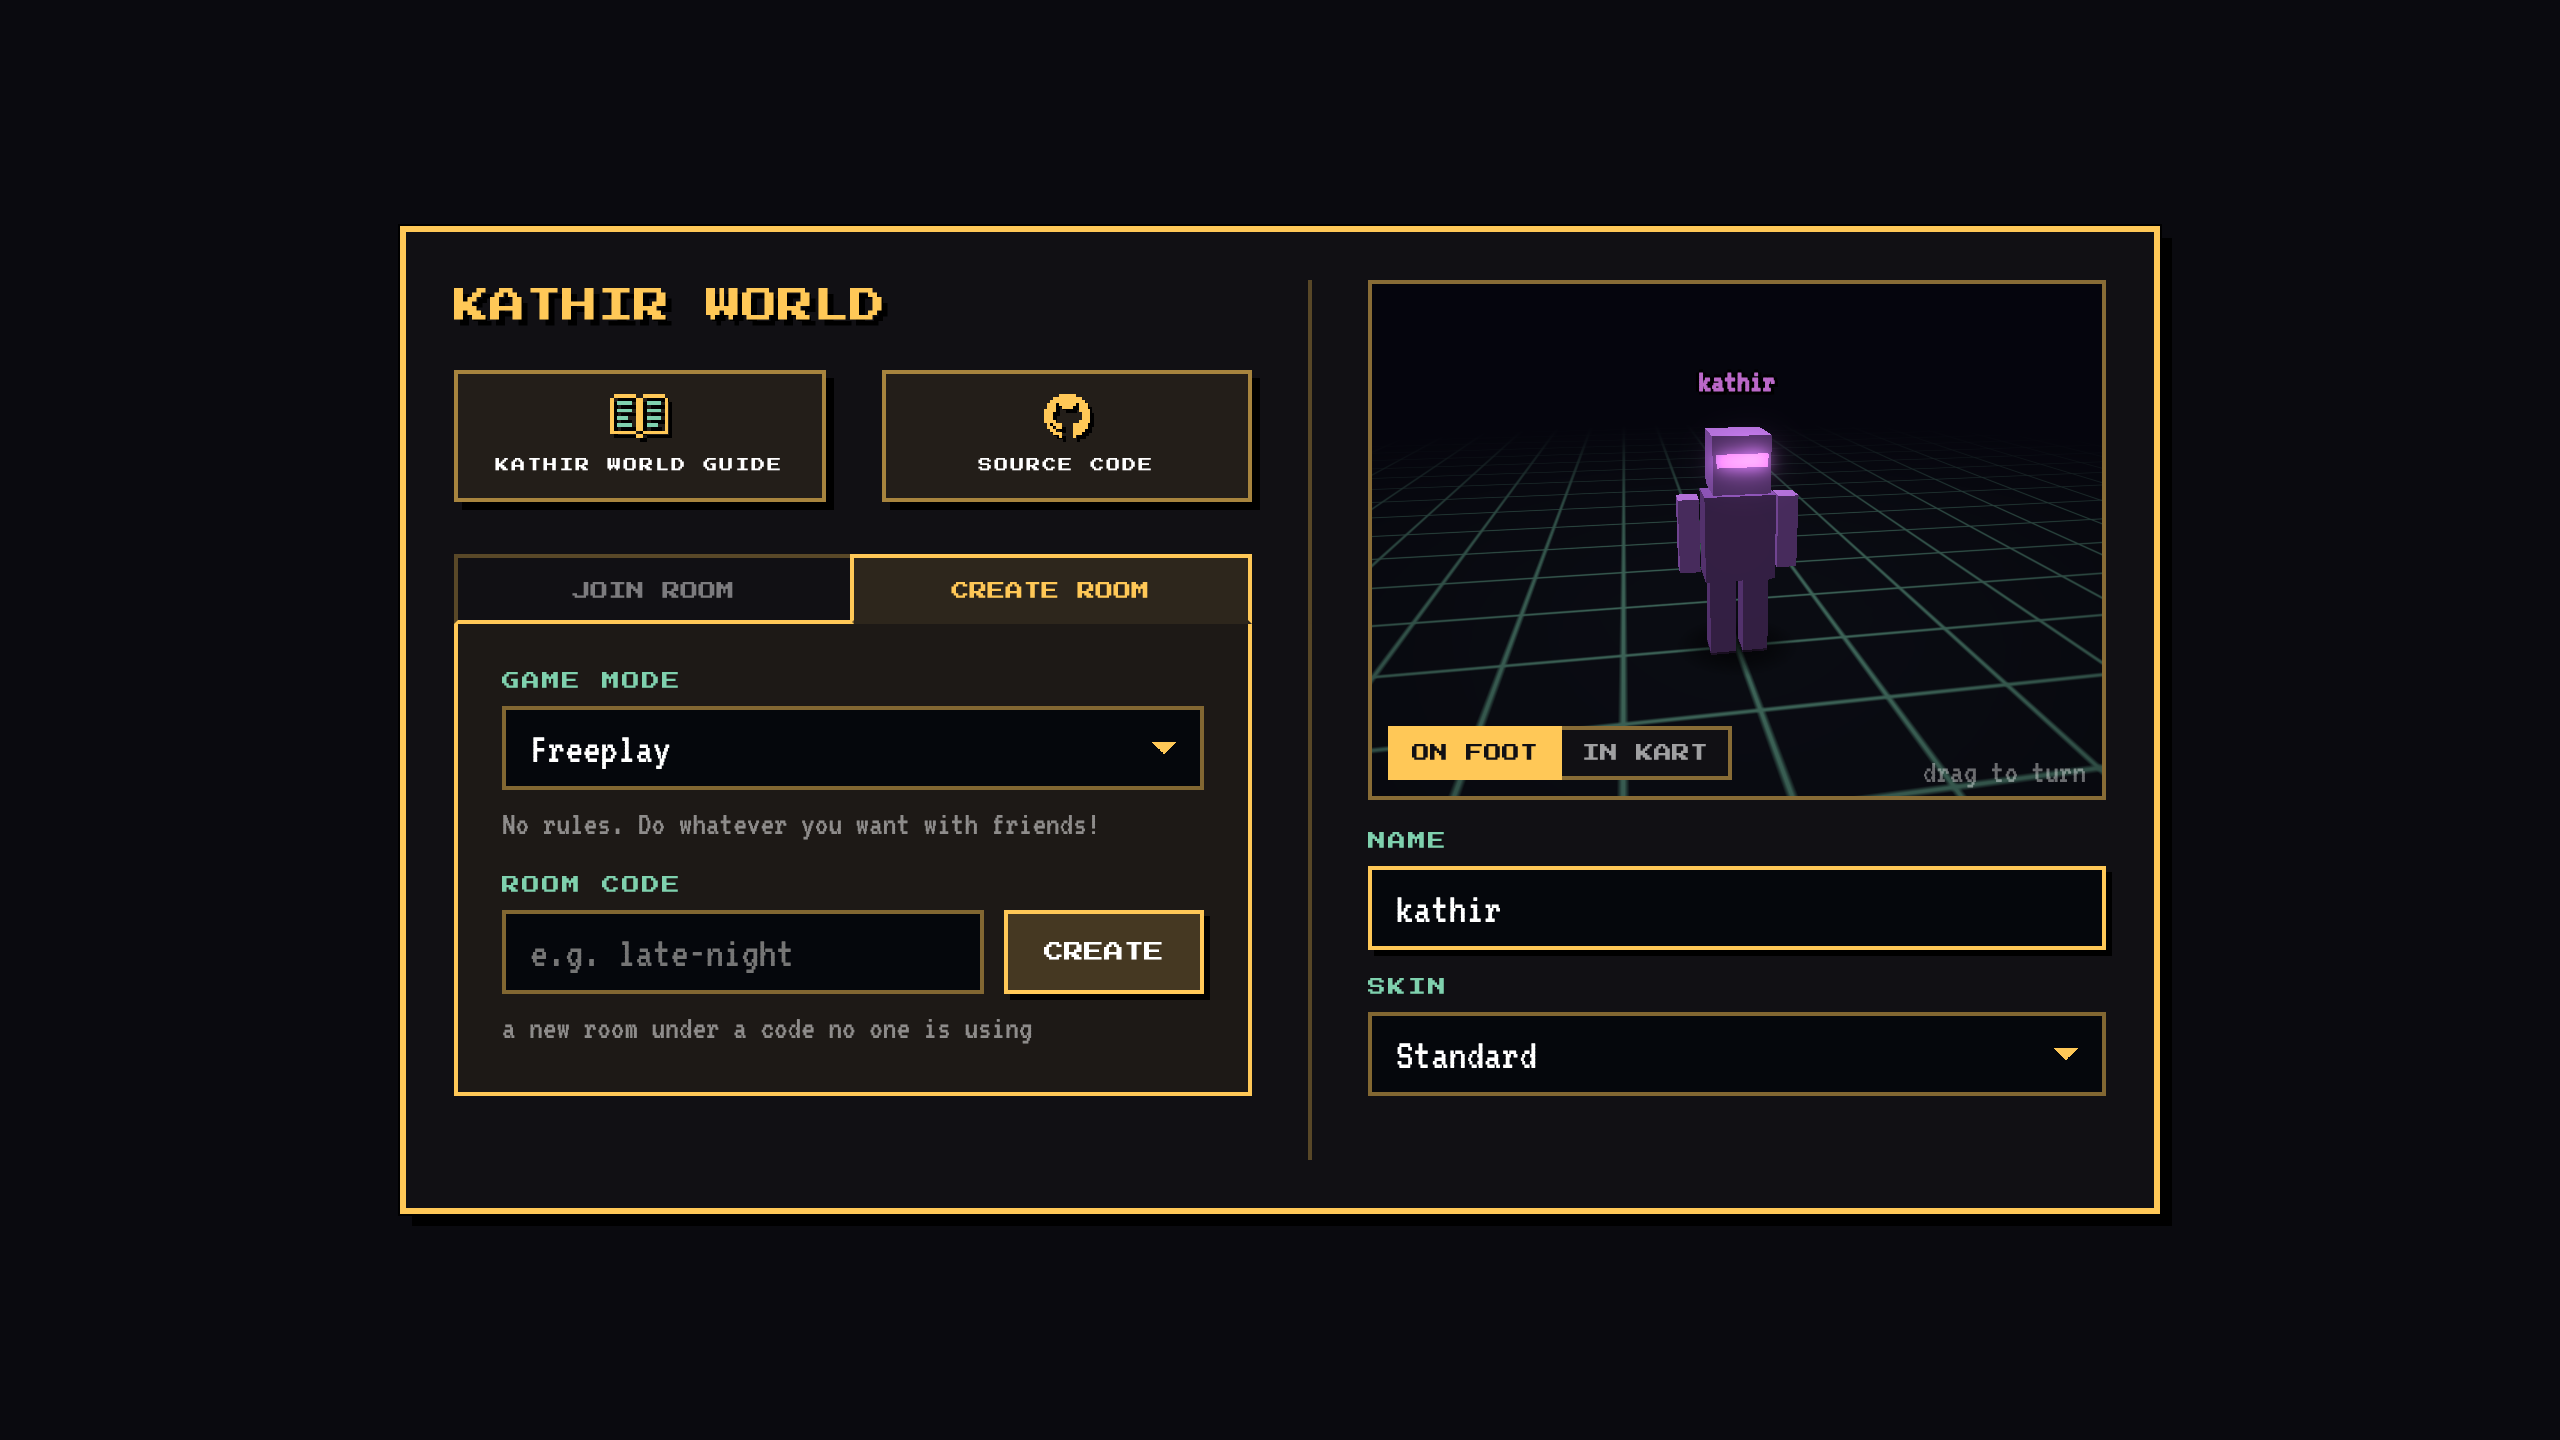 KATHIR WORLD
KATHIR WORLD GUIDE
SOURCE CODE
JOIN ROOM
CREATE ROOM
GAME MODE
Freeplay
No rules. Do whatever you want with friends!
ROOM CODE
e.g. late-night
CREATE
a new room under a code no one is using
kathir
ON FOOT
IN KART
drag to turn
NAME
kathir
SKIN
Standard